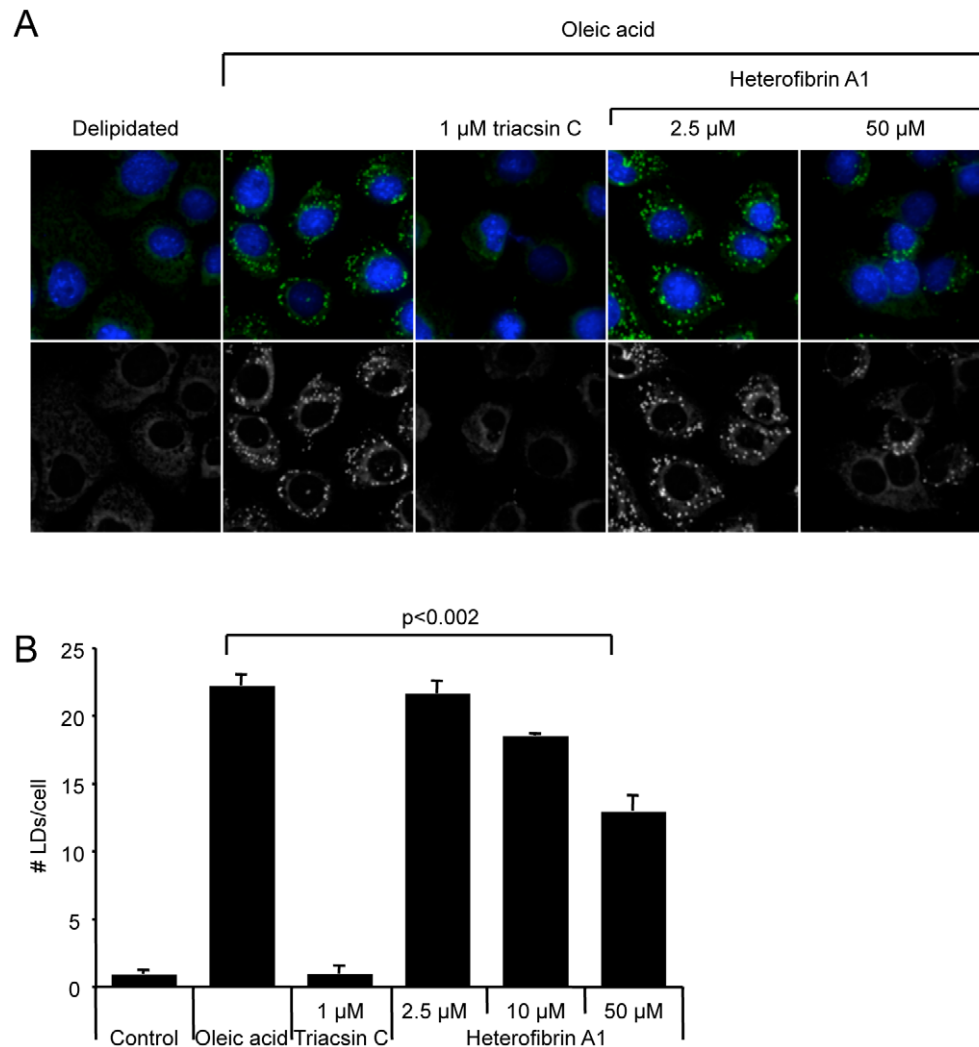 A
Oleic acid
Heterofibrin A1
Delipidated 1 µM triacsin C 2.5 µM 50 µM
p<0.002
B
25
20
15
10
5
0
# LDs/cell
1 µM 2.5 µM 10 µM 50 µM
Control Oleic acid Triacsin C Heterofibrin A1